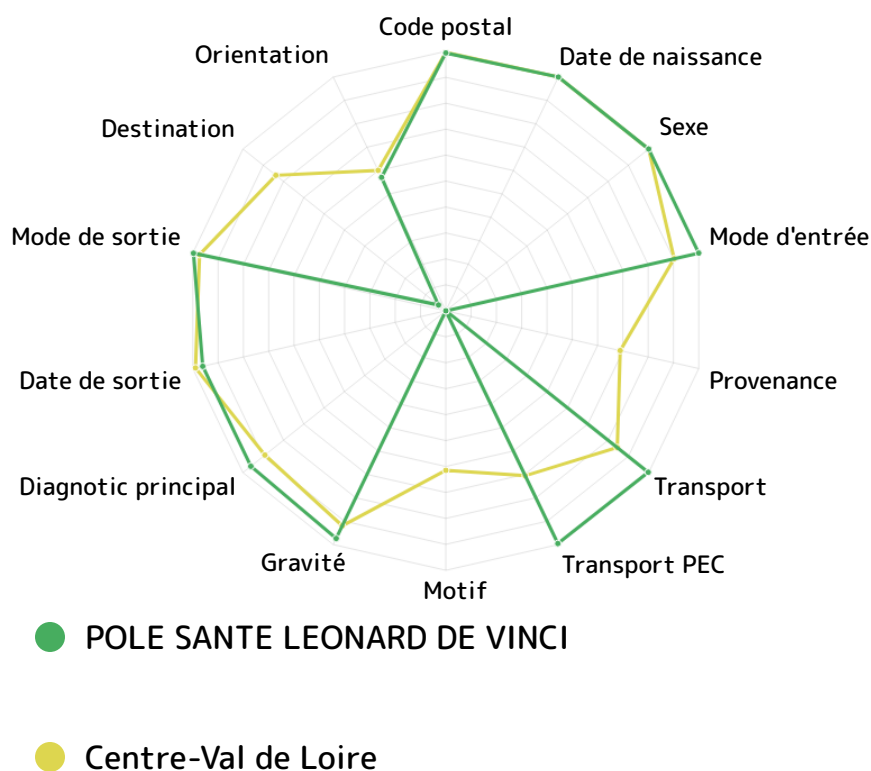 Code postal
Date de naissance
Sexe
Mode d'entrée
Provenance
Transport
Transport PEC
Motif
Gravité
Diagnotic principal
Date de sortie
Mode de sortie
Destination
Orientation
POLE SANTE LEONARD DE VINCI
Centre-Val de Loire